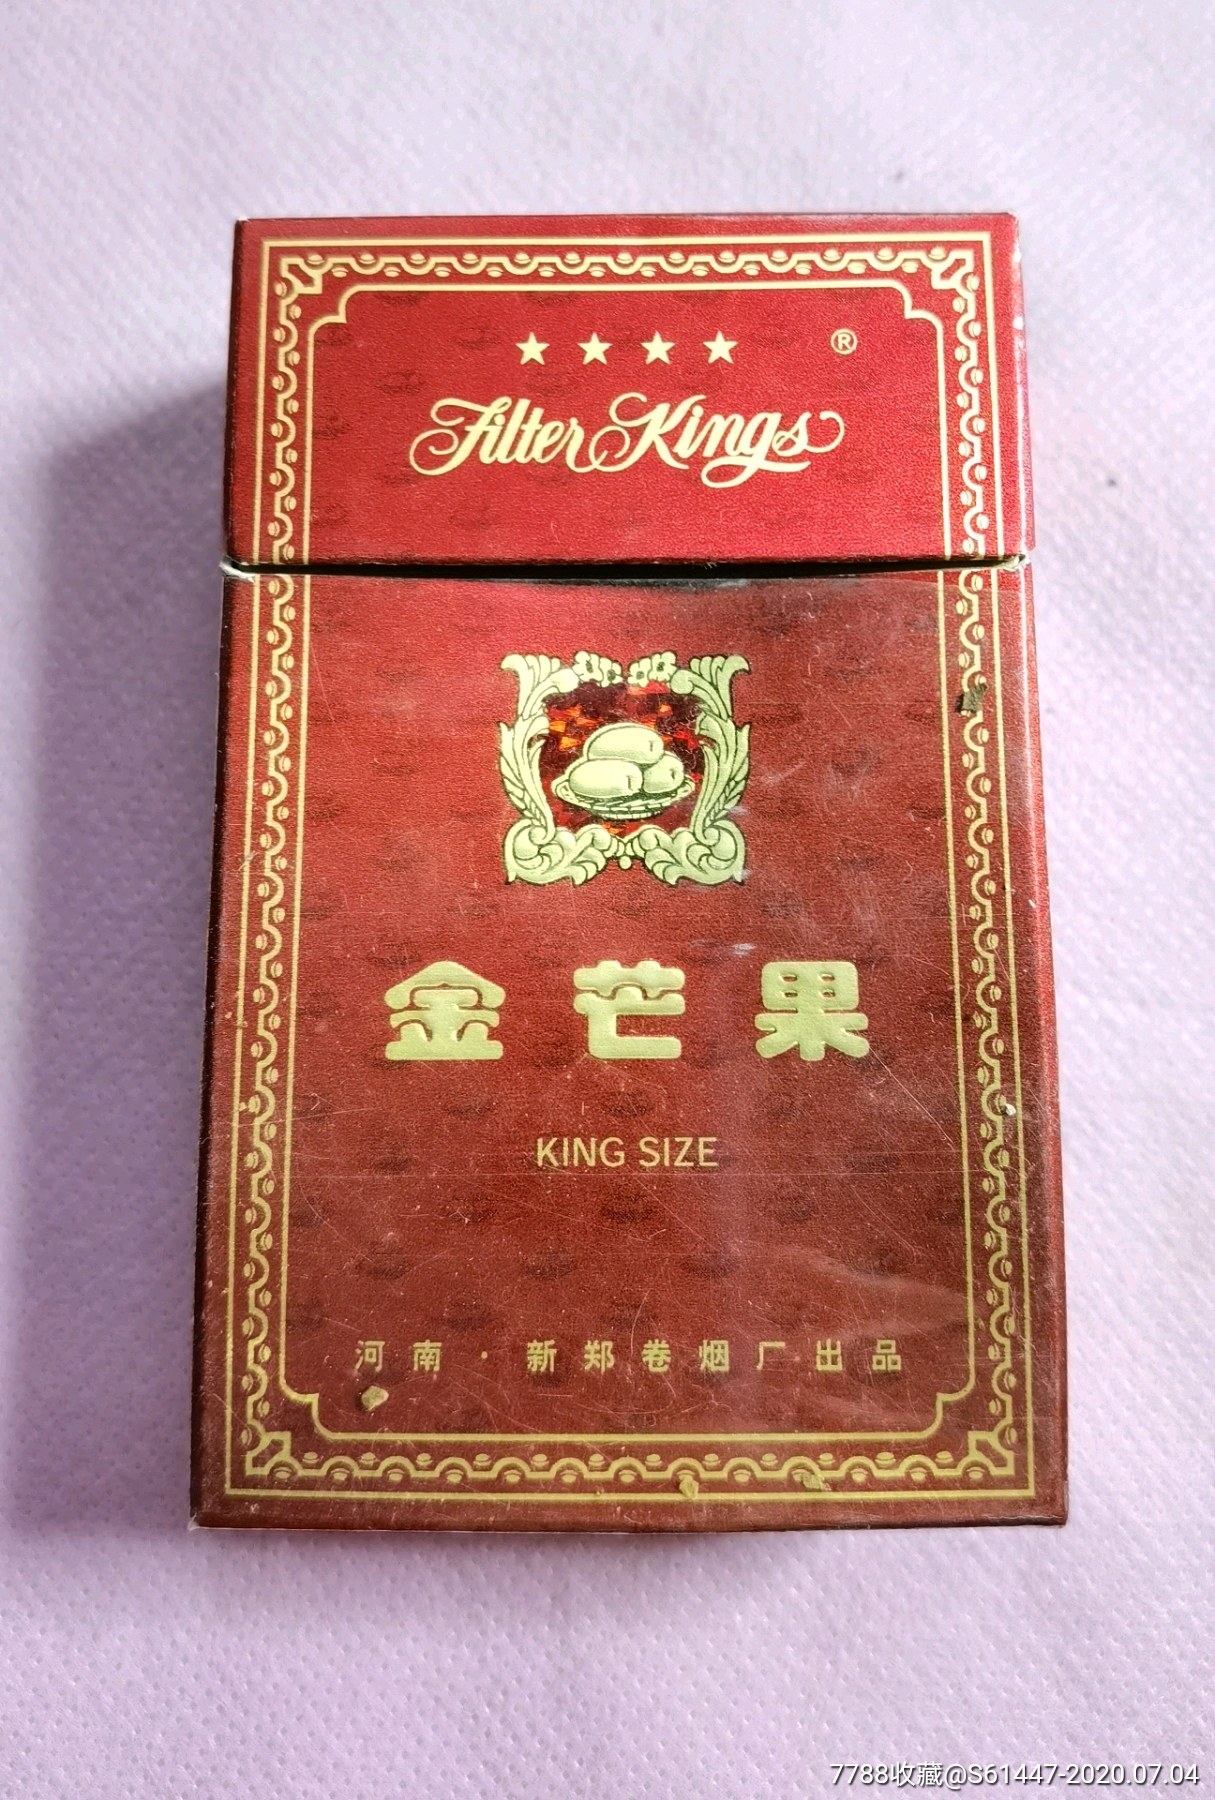 ★★★★ ®
Filter Kings
金芒果
KING SIZE
河南·新郑卷烟厂出品
7788收藏@S61447-2020.07.04